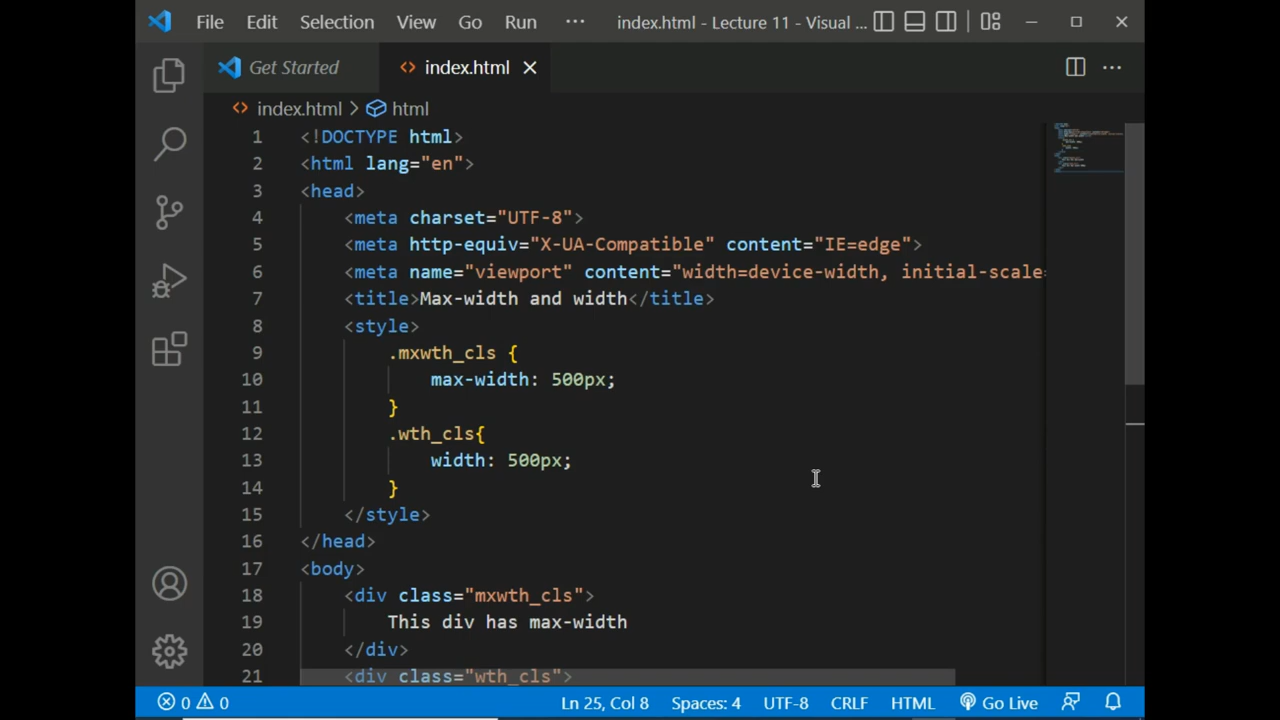 File Edit Selection View Go Run ··· index.html - Lecture 11 - Visual ...
Get Started index.html
index.html > html
1 <!DOCTYPE html>
2 <html lang="en">
3 <head>
4 <meta charset="UTF-8">
5 <meta http-equiv="X-UA-Compatible" content="IE=edge">
6 <meta name="viewport" content="width=device-width, initial-scale=
7 <title>Max-width and width</title>
8 <style>
9 .mxwth_cls {
10 max-width: 500px;
11 }
12 .wth_cls{
13 width: 500px;
14 }
15 </style>
16 </head>
17 <body>
18 <div class="mxwth_cls">
19 This div has max-width
20 </div>
21 <div class="wth_cls">
0 0 Ln 25, Col 8 Spaces: 4 UTF-8 CRLF HTML Go Live